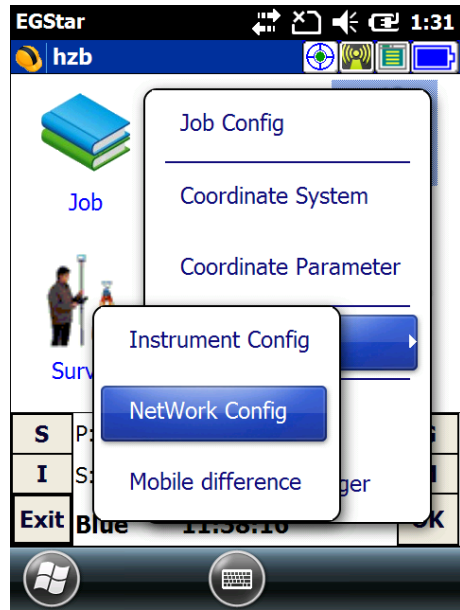 EGStar 1:31
hzb
Job Config
Job
Coordinate System
Coordinate Parameter
Instrument Config
Surv
NetWork Config
S P:
I S:
Mobile difference ger
Exit Blue 11:58:10 OK